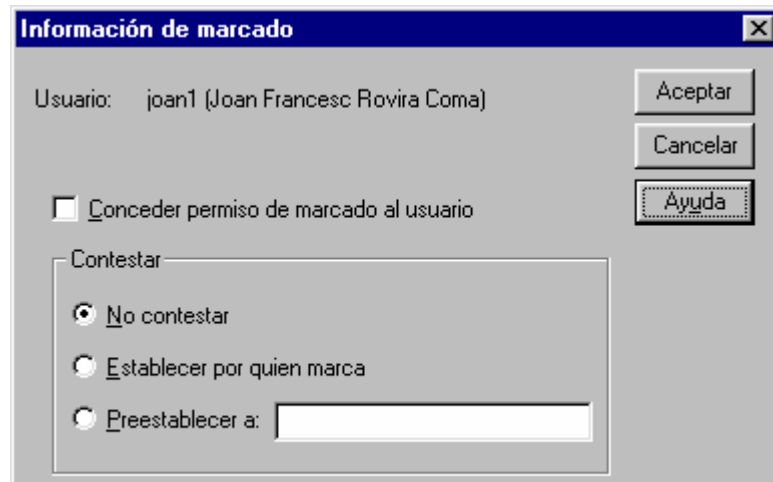 Información de marcado
Usuario: joan1 (Joan Francesc Rovira Coma)
Aceptar
Cancelar
Ayuda
Conceder permiso de marcado al usuario
Contestar
No contestar
Establecer por quien marca
Preestablecer a: